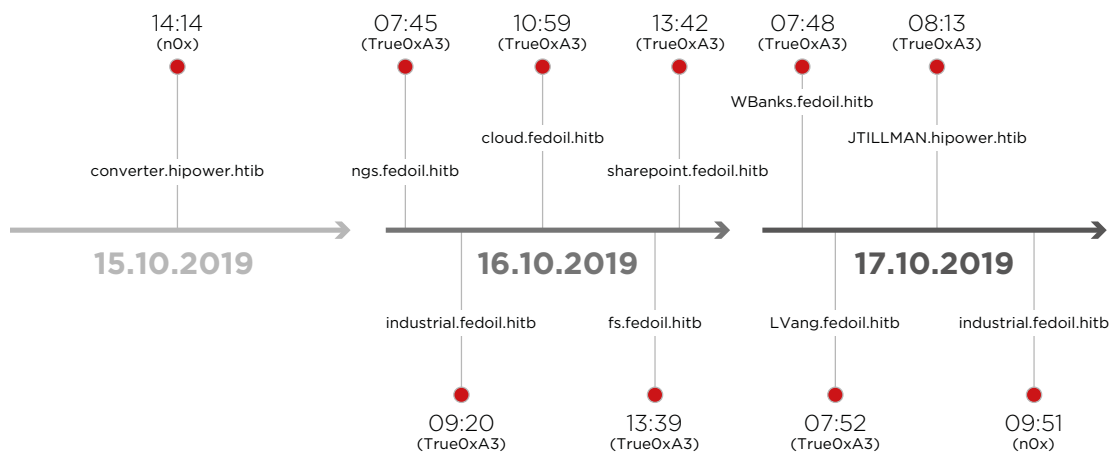 14:14
(n0x)
07:45
(True0xA3)
10:59
(True0xA3)
13:42
(True0xA3)
07:48
(True0xA3)
08:13
(True0xA3)
WBanks.fedoil.hitb
cloud.fedoil.hitb
JTILLMAN.hipower.htib
converter.hipower.htib
ngs.fedoil.hitb
sharepoint.fedoil.hitb
15.10.2019
16.10.2019
17.10.2019
industrial.fedoil.hitb
fs.fedoil.hitb
LVang.fedoil.hitb
industrial.fedoil.hitb
09:20
(True0xA3)
13:39
(True0xA3)
07:52
(True0xA3)
09:51
(n0x)